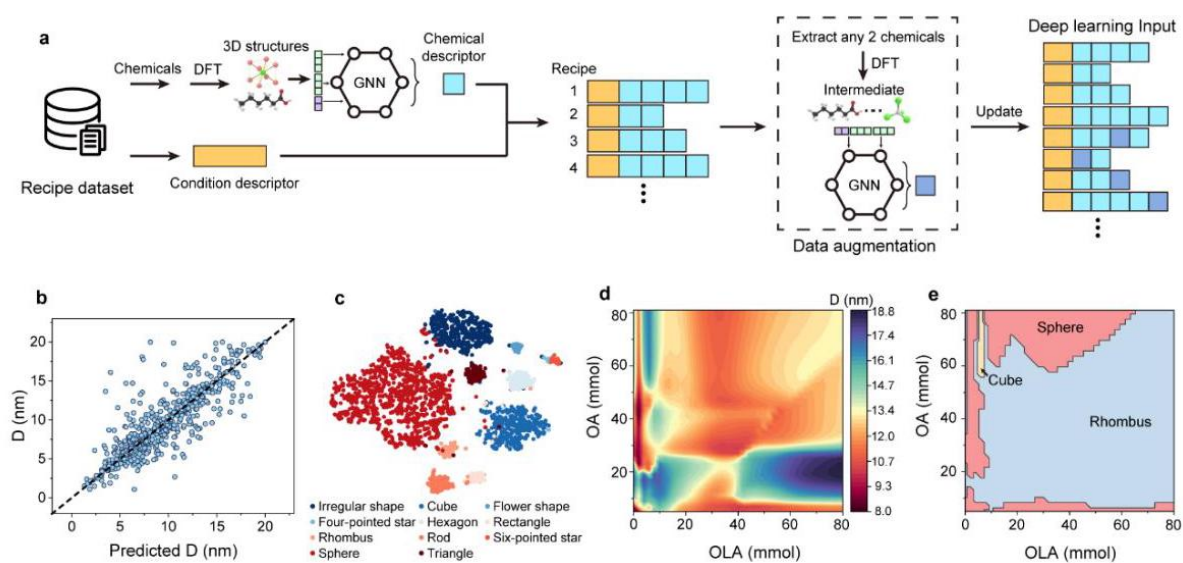 a
Chemicals
DFT
3D structures
GNN
Chemical
descriptor
Recipe dataset
Condition descriptor
Recipe
1
2
3
4
Extract any 2 chemicals
DFT
Intermediate
GNN
Data augmentation
Update
Deep learning Input
b
D (nm)
20
15
10
5
0
0 5 10 15 20
Predicted D (nm)
c
Irregular shape
Cube
Flower shape
Four-pointed star
Hexagon
Rectangle
Rhombus
Rod
Six-pointed star
Sphere
Triangle
d
OA (mmol)
80
60
40
20
0 20 40 60 80
OLA (mmol)
D (nm)
18.8
17.4
16.1
14.7
13.4
12.0
10.7
9.3
8.0
e
OA (mmol)
80
60
40
20
Sphere
Cube
Rhombus
0 20 40 60 80
OLA (mmol)